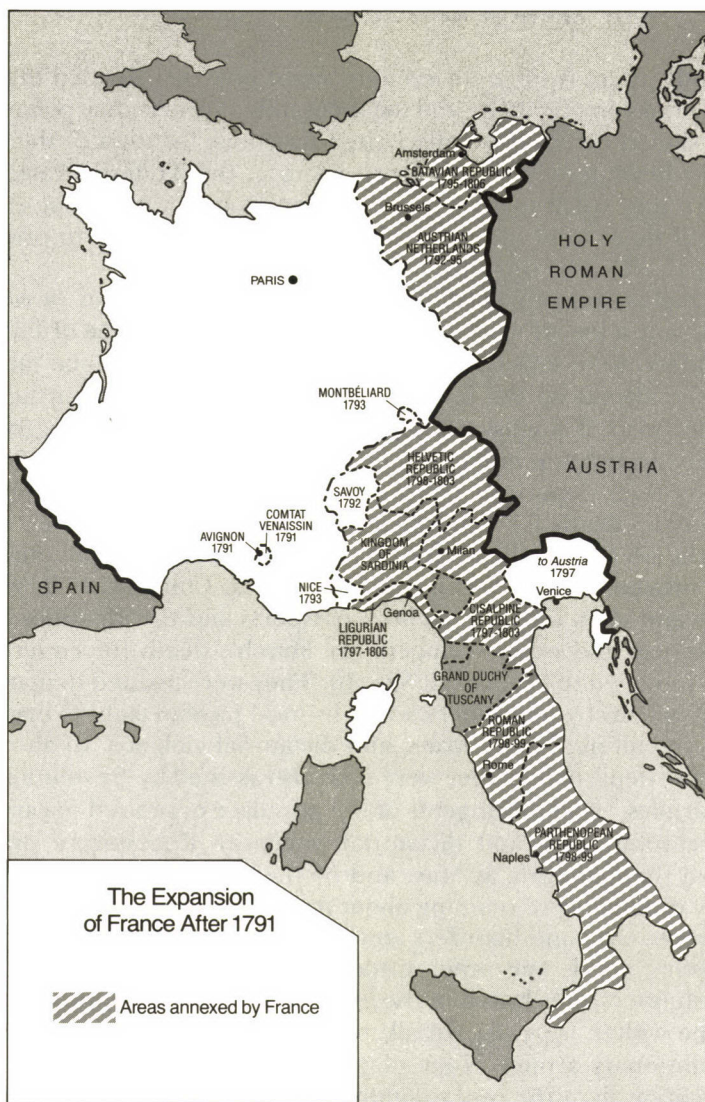 Amsterdam
BATAVIAN REPUBLIC
1795-1806
Brussels
AUSTRIAN
NETHERLANDS
1792-95
HOLY
ROMAN
EMPIRE
PARIS
MONTBÉLIARD
1793
HELVETIC
REPUBLIC
1798-1803
AUSTRIA
SAVOY
1792
COMTAT
VENAISSIN
1791
AVIGNON
1791
KINGDOM
OF
SARDINIA
Milan
to Austria
1797
Venice
SPAIN
NICE
1793
Genoa
CISALPINE
REPUBLIC
1797-1803
LIGURIAN
REPUBLIC
1797-1805
GRAND DUCHY
OF
TUSCANY
ROMAN
REPUBLIC
1798-99
Rome
PARTHENOPEAN
REPUBLIC
1798-99
Naples
The Expansion
of France After 1791
Areas annexed by France